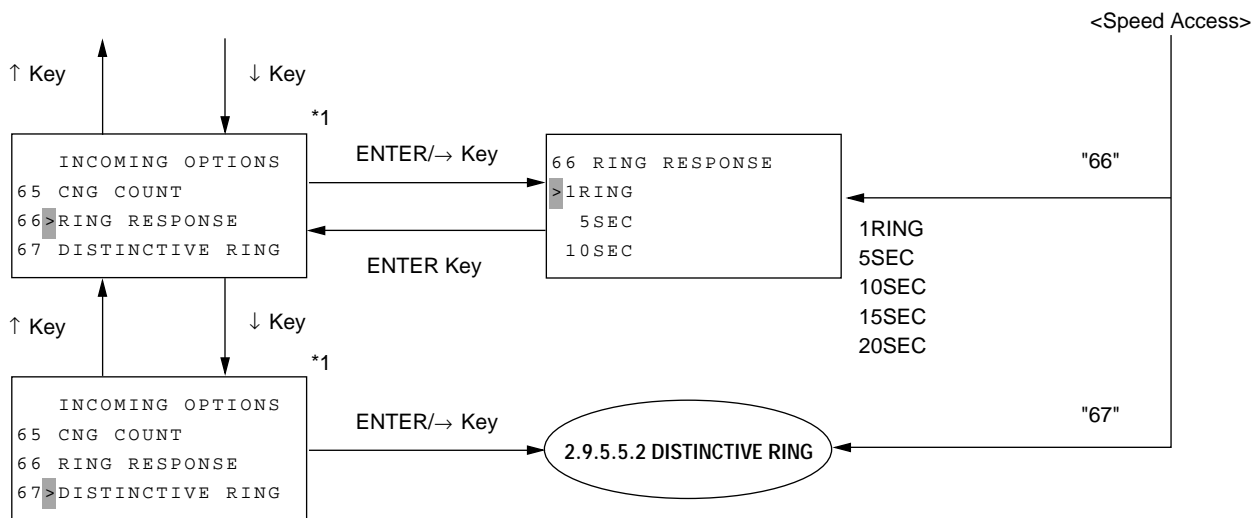 <Speed Access>
↑ Key
↓ Key
*1
INCOMING OPTIONS
65 CNG COUNT
66>RING RESPONSE
67 DISTINCTIVE RING
ENTER/→ Key
ENTER Key
66 RING RESPONSE
>1RING
5SEC
10SEC
"66"
1RING
5SEC
10SEC
15SEC
20SEC
↑ Key
↓ Key
*1
INCOMING OPTIONS
65 CNG COUNT
66 RING RESPONSE
67>DISTINCTIVE RING
ENTER/→ Key
2.9.5.5.2 DISTINCTIVE RING
"67"